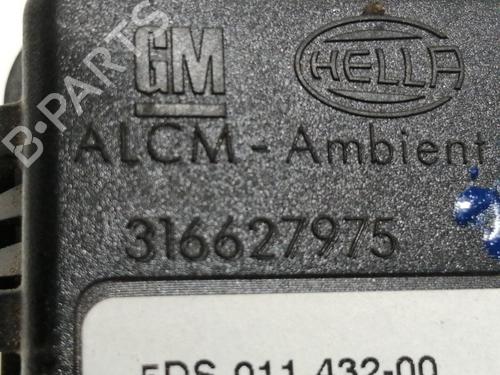 GM HELLA
ALCM - Ambient
316627975
5DS 011 432-00
B-PARTS